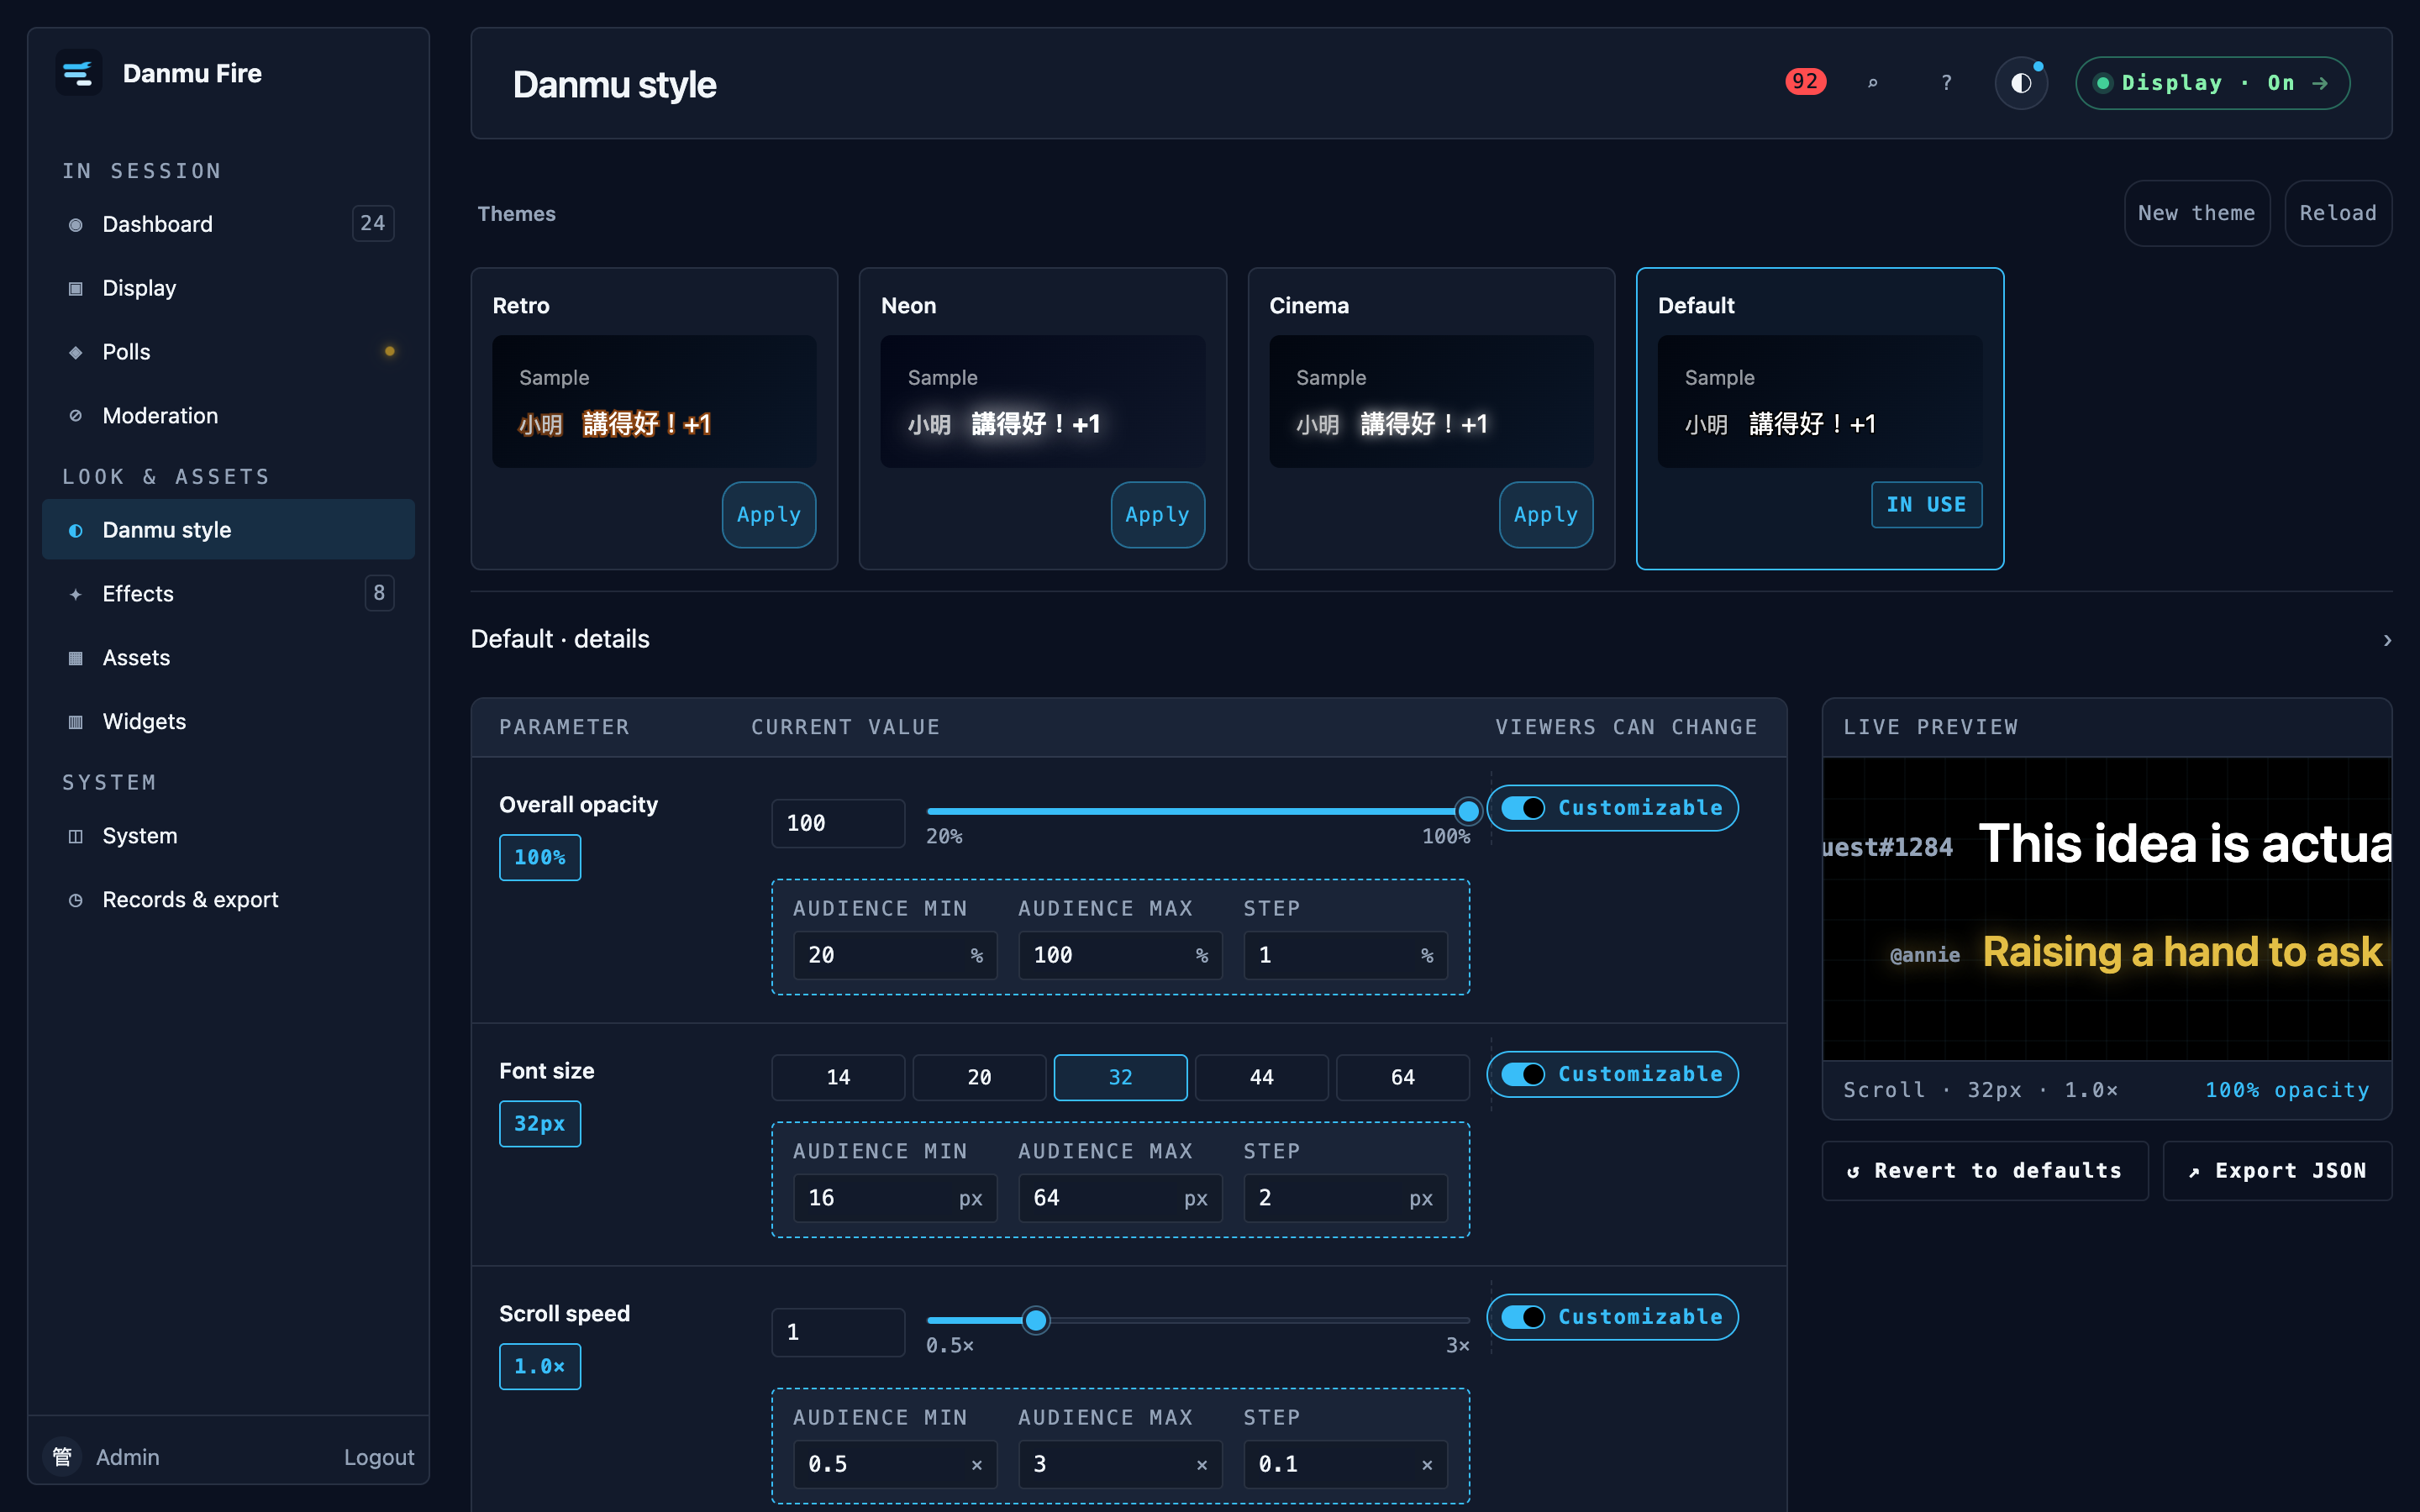 Danmu Fire
IN SESSION
Dashboard 24
Display
Polls
Moderation
LOOK & ASSETS
Danmu style
Effects 8
Assets
Widgets
SYSTEM
System
Records & export
管 Admin Logout
Danmu style
92 ? Display · On →
Themes
New theme Reload
Retro
Sample
小明 講得好！+1
Apply
Neon
Sample
小明 講得好！+1
Apply
Cinema
Sample
小明 講得好！+1
Apply
Default
Sample
小明 講得好！+1
IN USE
Default · details ›
PARAMETER CURRENT VALUE VIEWERS CAN CHANGE
Overall opacity
100%
100
20% 100%
Customizable
AUDIENCE MIN AUDIENCE MAX STEP
20 % 100 % 1 %
Font size
32px
14 20 32 44 64
Customizable
AUDIENCE MIN AUDIENCE MAX STEP
16 px 64 px 2 px
Scroll speed
1.0×
1
0.5× 3×
Customizable
AUDIENCE MIN AUDIENCE MAX STEP
0.5 × 3 × 0.1 ×
LIVE PREVIEW
uest#1284 This idea is actua
@annie Raising a hand to ask
Scroll · 32px · 1.0× 100% opacity
↺ Revert to defaults ↗ Export JSON